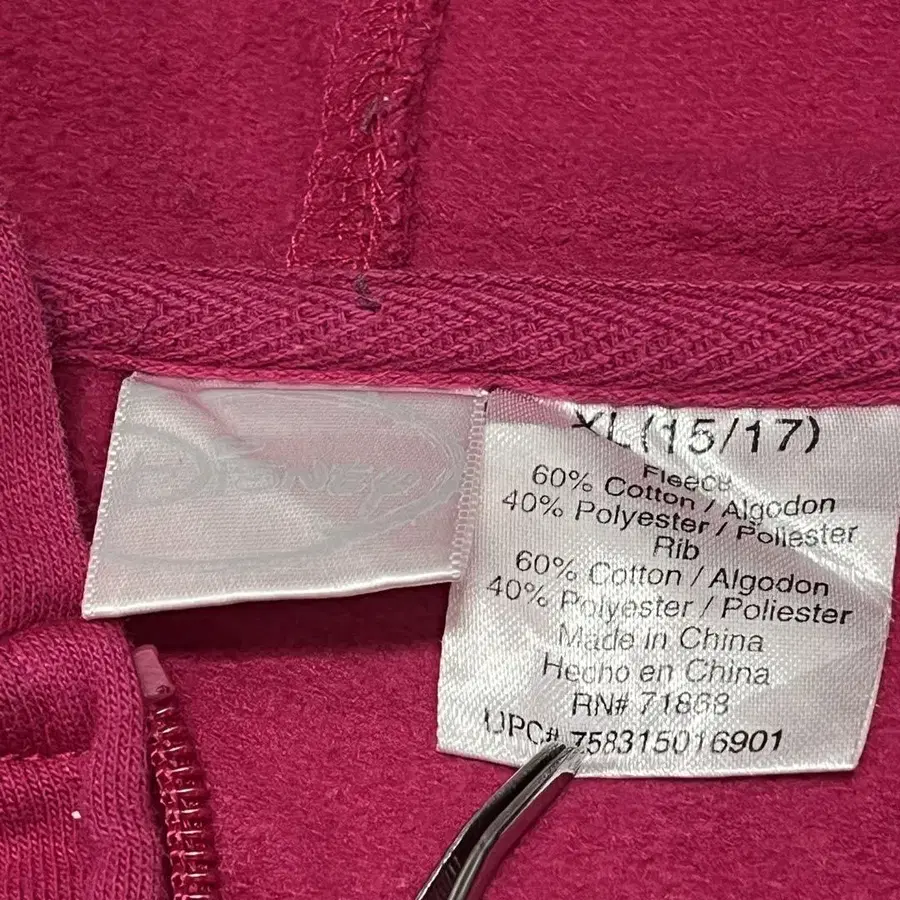 DISNEY
XL (15/17)
Fleece
60% Cotton / Algodon
40% Polyester / Poliester
Rib
60% Cotton / Algodon
40% Polyester / Poliester
Made in China
Hecho en China
RN# 71868
UPC# 758315016901